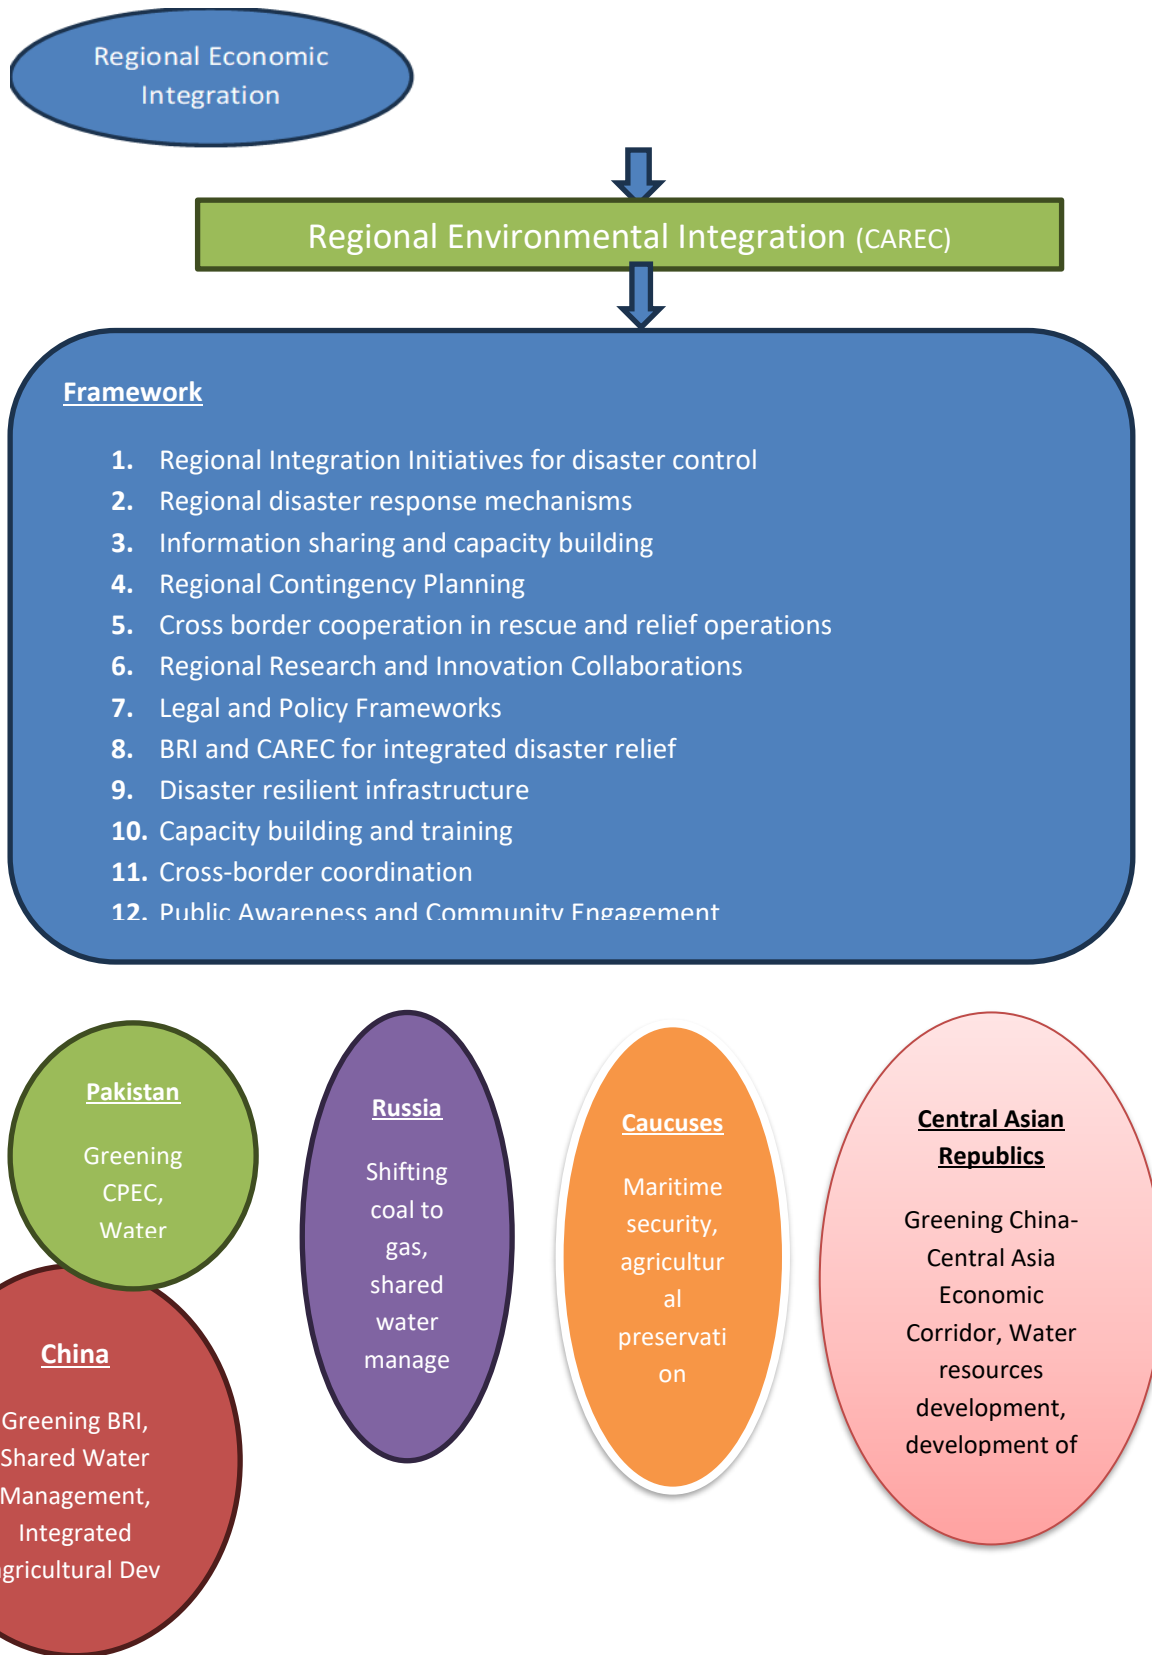 Regional Economic
Integration
Regional Environmental Integration (CAREC)
Framework
1. Regional Integration Initiatives for disaster control
2. Regional disaster response mechanisms
3. Information sharing and capacity building
4. Regional Contingency Planning
5. Cross border cooperation in rescue and relief operations
6. Regional Research and Innovation Collaborations
7. Legal and Policy Frameworks
8. BRI and CAREC for integrated disaster relief
9. Disaster resilient infrastructure
10. Capacity building and training
11. Cross-border coordination
12. Public Awareness and Community Engagement
Pakistan
Greening
CPEC,
Water
China
Greening BRI,
Shared Water
Management,
Integrated
agricultural Dev
Russia
Shifting
coal to
gas,
shared
water
manage
Caucuses
Maritime
security,
agricultur
al
preservati
on
Central Asian
Republics
Greening China-
Central Asia
Economic
Corridor, Water
resources
development,
development of